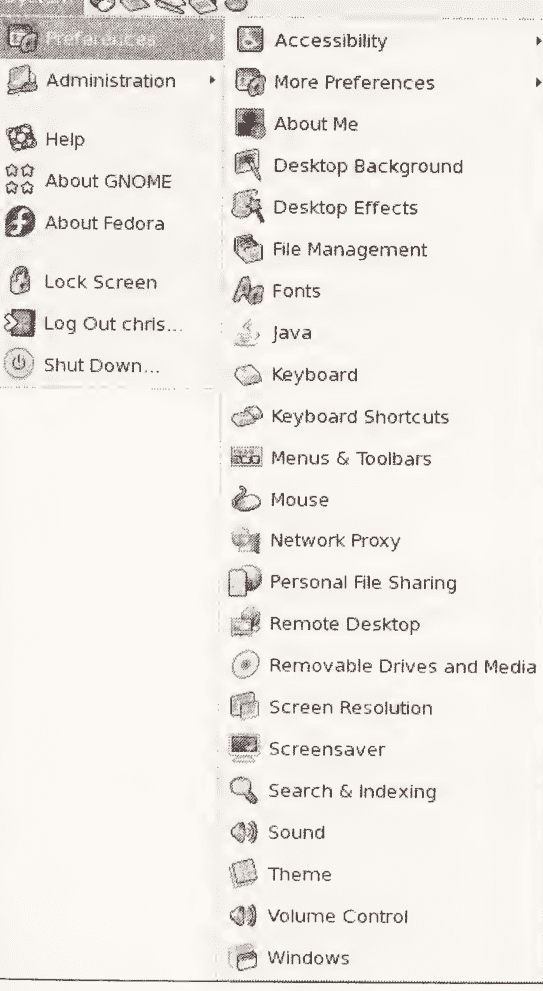 System
Preferences
Administration
Help
About GNOME
About Fedora
Lock Screen
Log Out chris...
Shut Down...
Accessibility
More Preferences
About Me
Desktop Background
Desktop Effects
File Management
Fonts
Java
Keyboard
Keyboard Shortcuts
Menus & Toolbars
Mouse
Network Proxy
Personal File Sharing
Remote Desktop
Removable Drives and Media
Screen Resolution
Screensaver
Search & Indexing
Sound
Theme
Volume Control
Windows